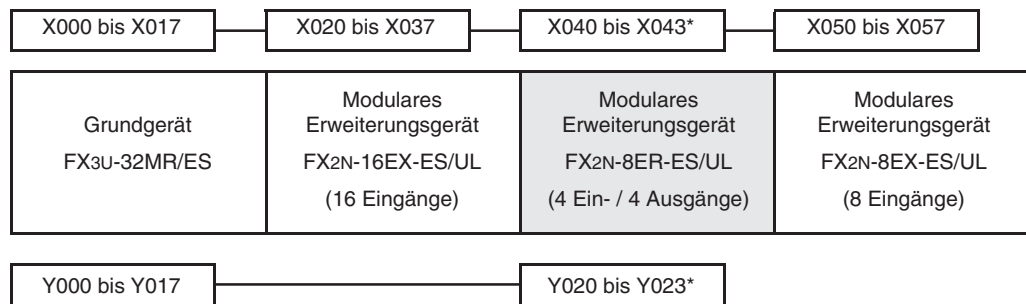 X000 bis X017
X020 bis X037
X040 bis X043*
X050 bis X057
Grundgerät
FX3U-32MR/ES
Modulares
Erweiterungsgerät
FX2N-16EX-ES/UL
(16 Eingänge)
Modulares
Erweiterungsgerät
FX2N-8ER-ES/UL
(4 Ein- / 4 Ausgänge)
Modulares
Erweiterungsgerät
FX2N-8EX-ES/UL
(8 Eingänge)
Y000 bis Y017
Y020 bis Y023*